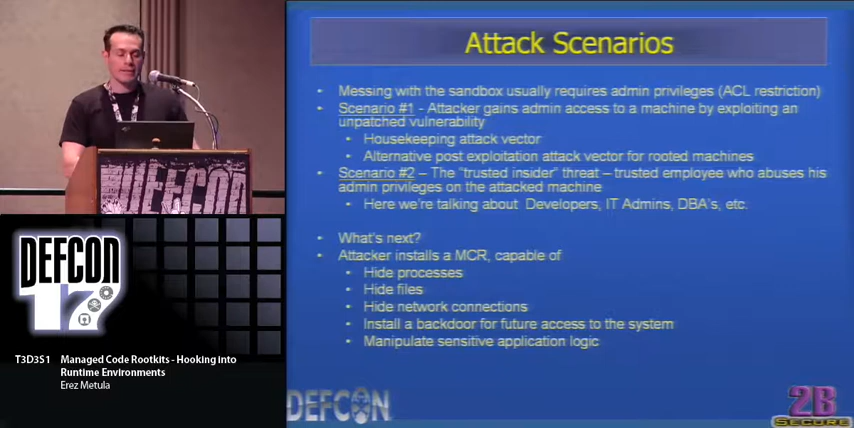 Attack Scenarios
Messing with the sandbox usually requires admin privileges (ACL restriction)
Scenario #1 - Attacker gains admin access to a machine by exploiting an
unpatched vulnerability
Housekeeping attack vector
Alternative post exploitation attack vector for rooted machines
Scenario #2 – The "trusted insider" threat – trusted employee who abuses his
admin privileges on the attacked machine
Here we're talking about Developers, IT Admins, DBA's, etc.
What's next?
Attacker installs a MCR, capable of
Hide processes
Hide files
Hide network connections
Install a backdoor for future access to the system
Manipulate sensitive application logic
DEFCON
2B
SECURE
DEFCON
DEFCON
17
T3D3S1 Managed Code Rootkits - Hooking into
Runtime Environments
Erez Metula